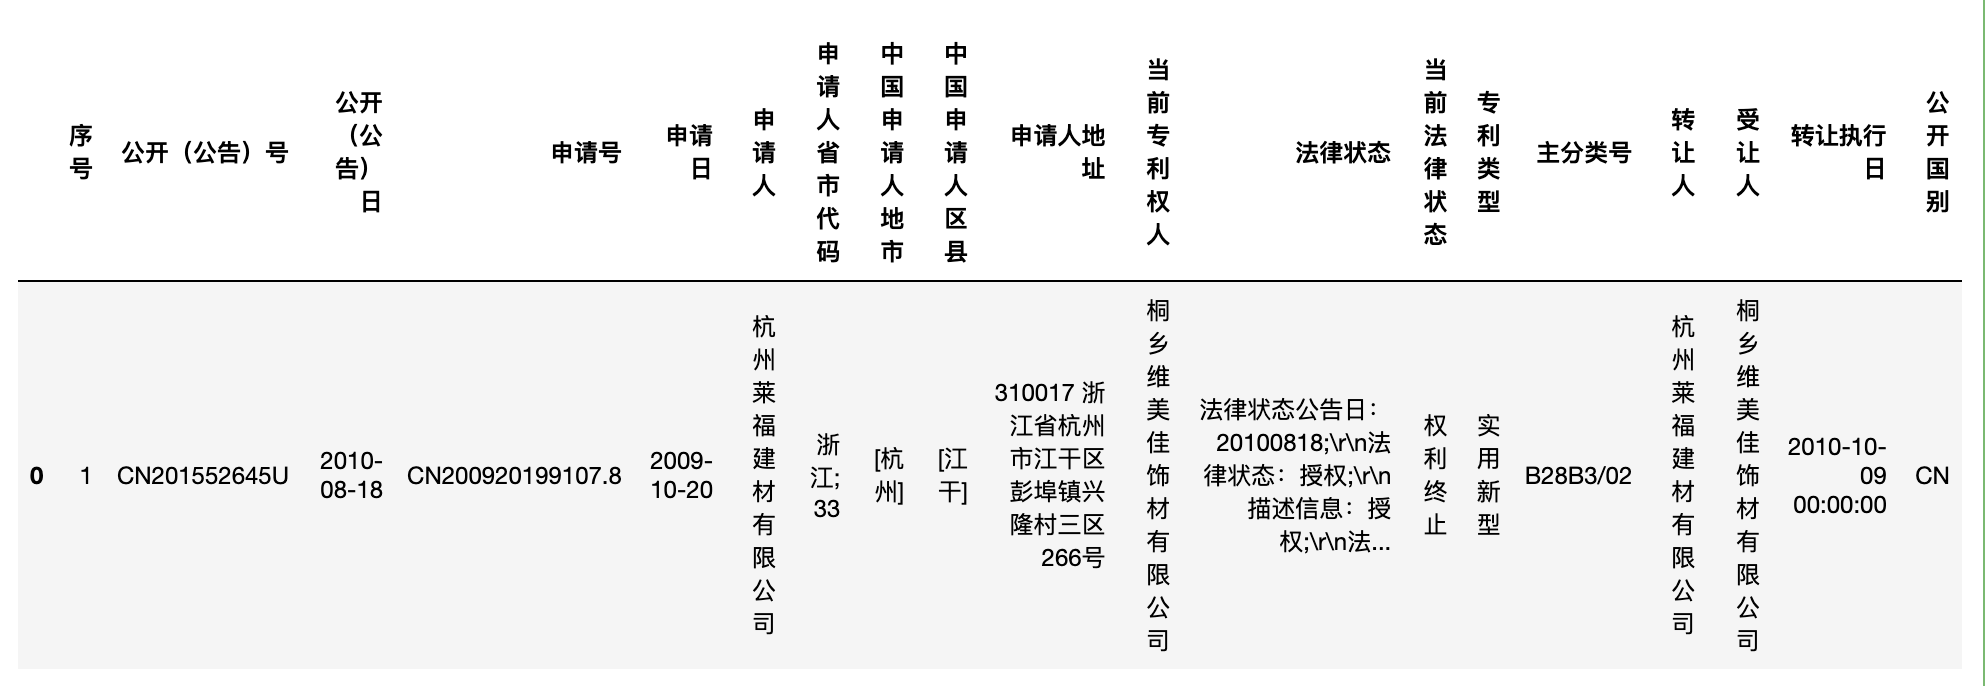 序号
公开（公告）号
公开（公告）日
申请号
申请日
申请人
申请人省市代码
中国申请人地市
中国申请人区县
申请人地址
当前专利权人
法律状态
当前法律状态
专利类型
主分类号
转让人
受让人
转让执行日
公开国别
0
1
CN201552645U
2010-
08-18
CN200920199107.8
2009-
10-20
杭州莱福建材有限公司
浙江;33
[杭州]
[江干]
310017 浙
江省杭州
市江干区
彭埠镇兴
隆村三区
266号
桐乡维美佳饰材有限公司
法律状态公告日：
20100818;\r\n法
律状态：授权;\r\n
描述信息：授
权;\r\n法...
权利终止
实用新型
B28B3/02
杭州莱福建材有限公司
桐乡维美佳饰材有限公司
2010-10-
09
00:00:00
CN